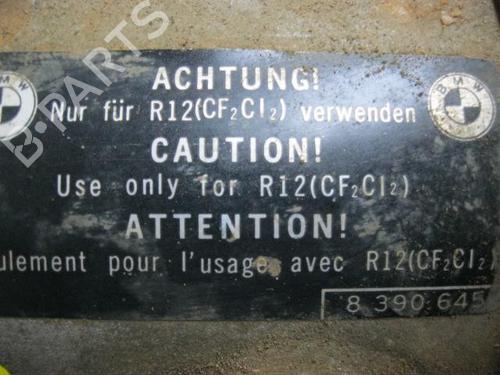 B-PARTS
BMW
BMW
ACHTUNG!
Nur für R12(CF₂Cl₂) verwenden
CAUTION!
Use only for R12(CF₂Cl₂)
ATTENTION!
ulement pour l'usage avec R12(CF₂Cl₂)
8 390 645